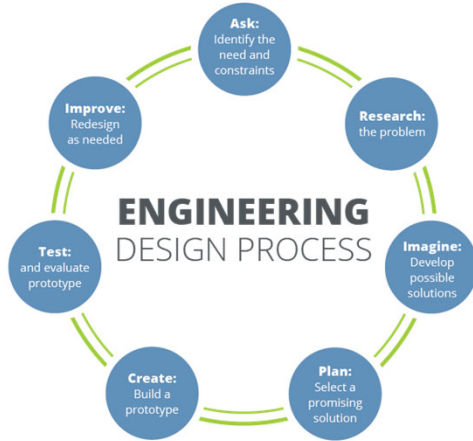 Ask:
Identify the
need and
constraints
Research:
the problem
Imagine:
Develop
possible
solutions
Plan:
Select a
promising
solution
Create:
Build a
prototype
Test:
and evaluate
prototype
Improve:
Redesign
as needed
ENGINEERING
DESIGN PROCESS